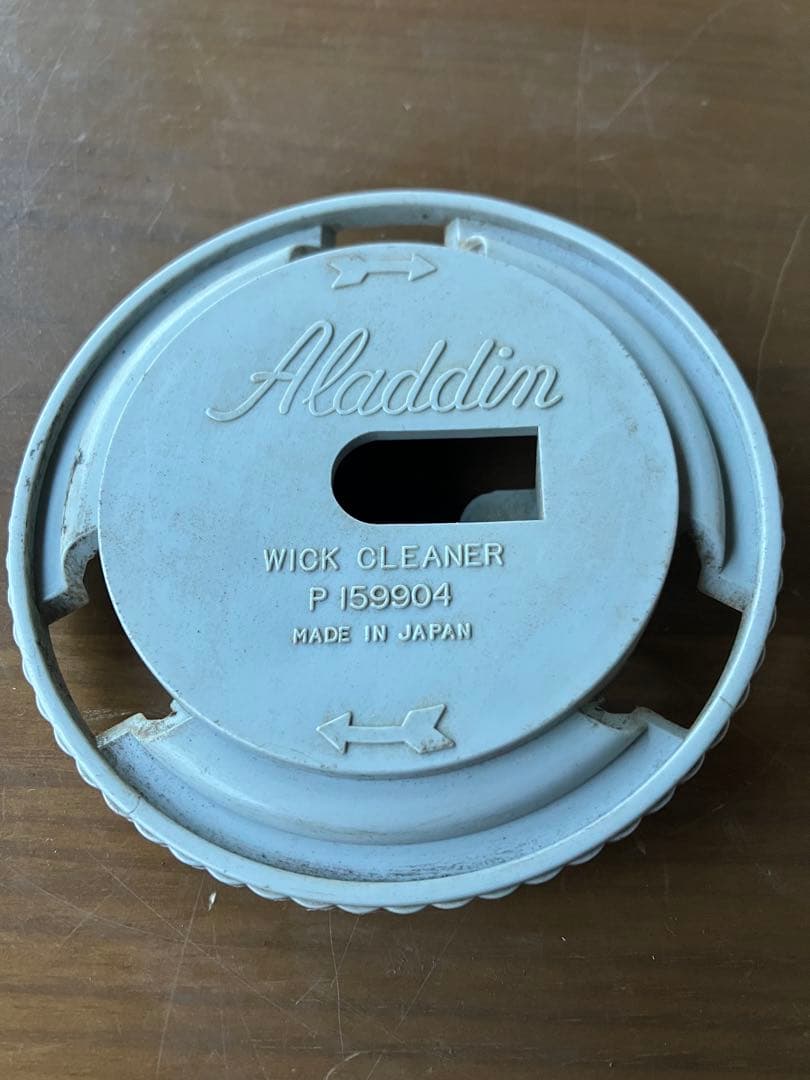 Aladdin
WICK CLEANER
P 159904
MADE IN JAPAN